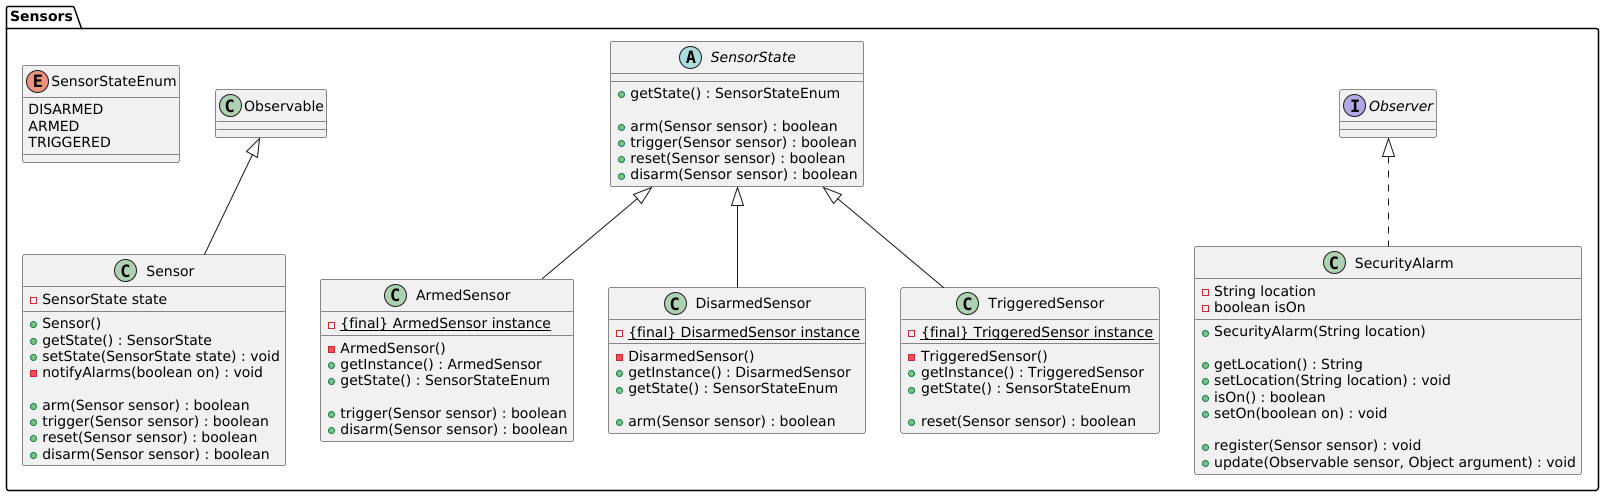 Sensors
E SensorStateEnum
DISARMED
ARMED
TRIGGERED
C Observable
A SensorState
getState() : SensorStateEnum
arm(Sensor sensor) : boolean
trigger(Sensor sensor) : boolean
reset(Sensor sensor) : boolean
disarm(Sensor sensor) : boolean
I Observer
C Sensor
SensorState state
Sensor()
getState() : SensorState
setState(SensorState state) : void
notifyAlarms(boolean on) : void
arm(Sensor sensor) : boolean
trigger(Sensor sensor) : boolean
reset(Sensor sensor) : boolean
disarm(Sensor sensor) : boolean
C ArmedSensor
{final} ArmedSensor instance
ArmedSensor()
getInstance() : ArmedSensor
getState() : SensorStateEnum
trigger(Sensor sensor) : boolean
disarm(Sensor sensor) : boolean
C DisarmedSensor
{final} DisarmedSensor instance
DisarmedSensor()
getInstance() : DisarmedSensor
getState() : SensorStateEnum
arm(Sensor sensor) : boolean
C TriggeredSensor
{final} TriggeredSensor instance
TriggeredSensor()
getInstance() : TriggeredSensor
getState() : SensorStateEnum
reset(Sensor sensor) : boolean
C SecurityAlarm
String location
boolean isOn
SecurityAlarm(String location)
getLocation() : String
setLocation(String location) : void
isOn() : boolean
setOn(boolean on) : void
register(Sensor sensor) : void
update(Observable sensor, Object argument) : void